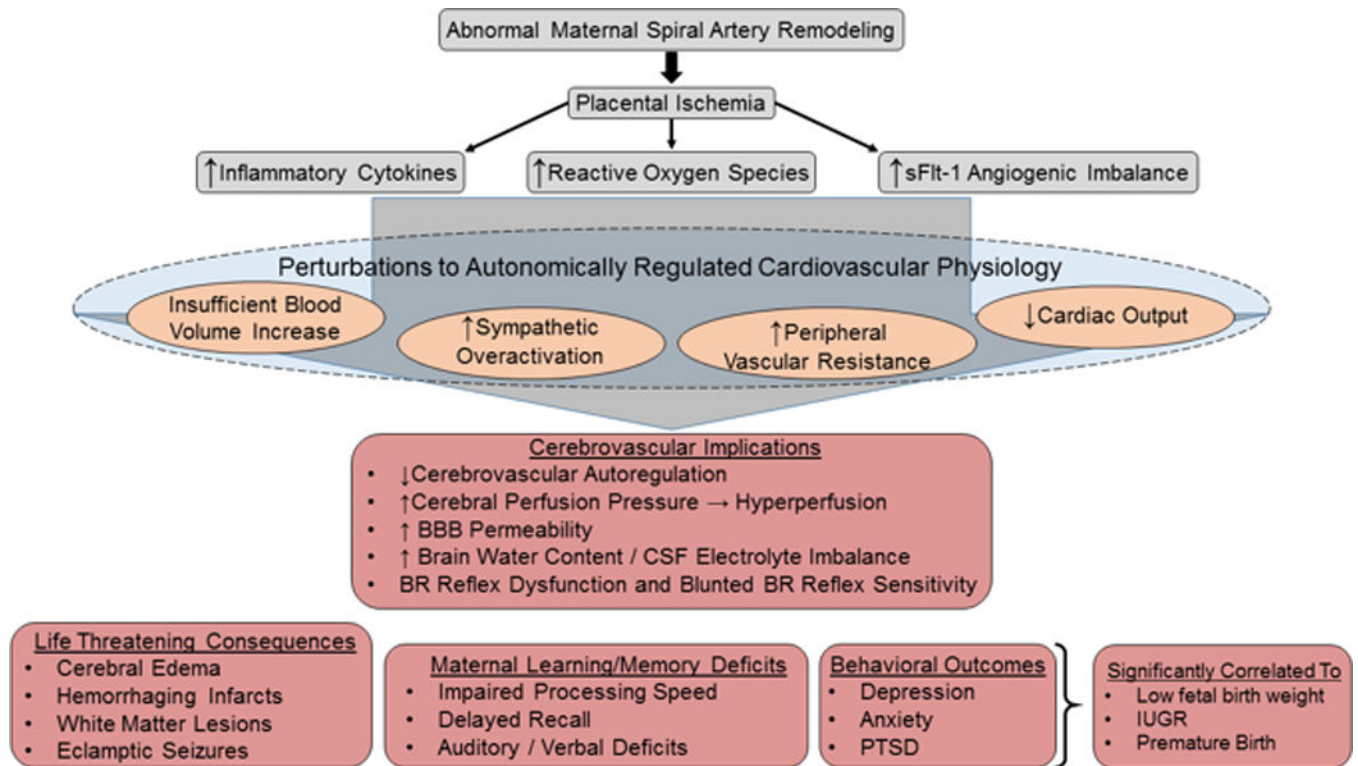 Abnormal Maternal Spiral Artery Remodeling
Placental Ischemia
↑Inflammatory Cytokines
↑Reactive Oxygen Species
↑sFlt-1 Angiogenic Imbalance
Perturbations to Autonomically Regulated Cardiovascular Physiology
Insufficient Blood
Volume Increase
↑Sympathetic
Overactivation
↑Peripheral
Vascular Resistance
↓Cardiac Output
Cerebrovascular Implications
• ↓Cerebrovascular Autoregulation
• ↑Cerebral Perfusion Pressure → Hyperperfusion
• ↑ BBB Permeability
• ↑ Brain Water Content / CSF Electrolyte Imbalance
• BR Reflex Dysfunction and Blunted BR Reflex Sensitivity
Life Threatening Consequences
• Cerebral Edema
• Hemorrhaging Infarcts
• White Matter Lesions
• Eclamptic Seizures
Maternal Learning/Memory Deficits
• Impaired Processing Speed
• Delayed Recall
• Auditory / Verbal Deficits
Behavioral Outcomes
• Depression
• Anxiety
• PTSD
Significantly Correlated To
• Low fetal birth weight
• IUGR
• Premature Birth